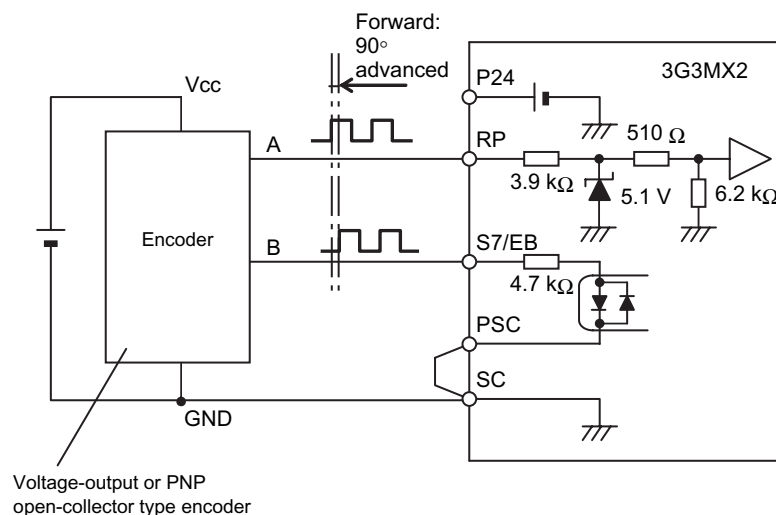 Forward:
90°
advanced
3G3MX2
P24
Vcc
A
RP
510 Ω
3.9 kΩ
5.1 V
6.2 kΩ
Encoder
B
S7/EB
4.7 kΩ
PSC
SC
GND
Voltage-output or PNP
open-collector type encoder